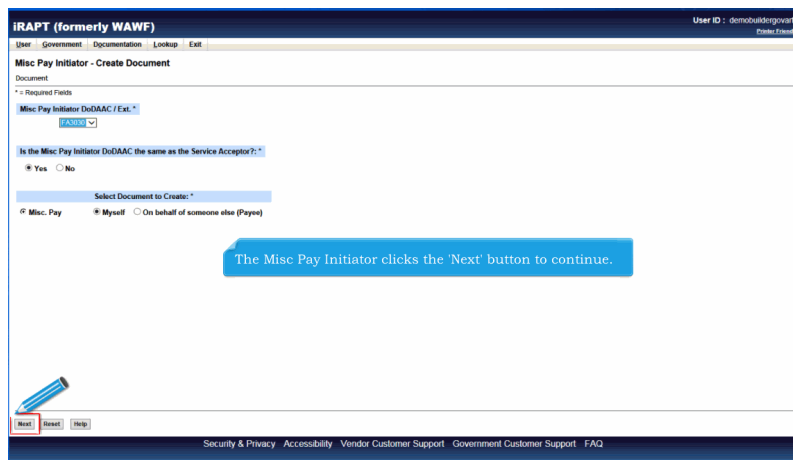 iRAPT (formerly WAWF)
User ID : demobuildergovar
Printer Friend
User Government Documentation Lookup Exit
Misc Pay Initiator - Create Document
Document
* = Required Fields
Misc Pay Initiator DoDAAC / Ext. *
FA3030
Is the Misc Pay Initiator DoDAAC the same as the Service Acceptor?: *
Yes No
Select Document to Create: *
Misc. Pay Myself On behalf of someone else (Payee)
The Misc Pay Initiator clicks the 'Next' button to continue.
Next Reset Help
Security & Privacy Accessibility Vendor Customer Support Government Customer Support FAQ